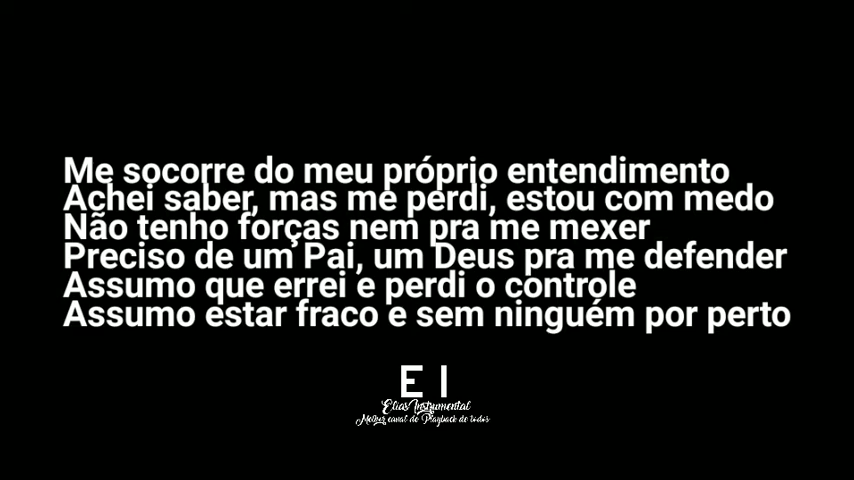 Me socorre do meu próprio entendimento
Achei saber, mas me perdi, estou com medo
Não tenho forças nem pra me mexer
Preciso de um Pai, um Deus pra me defender
Assumo que errei e perdi o controle
Assumo estar fraco e sem ninguém por perto
E I
Elias Instrumental
Melhor canal de Playback de todos